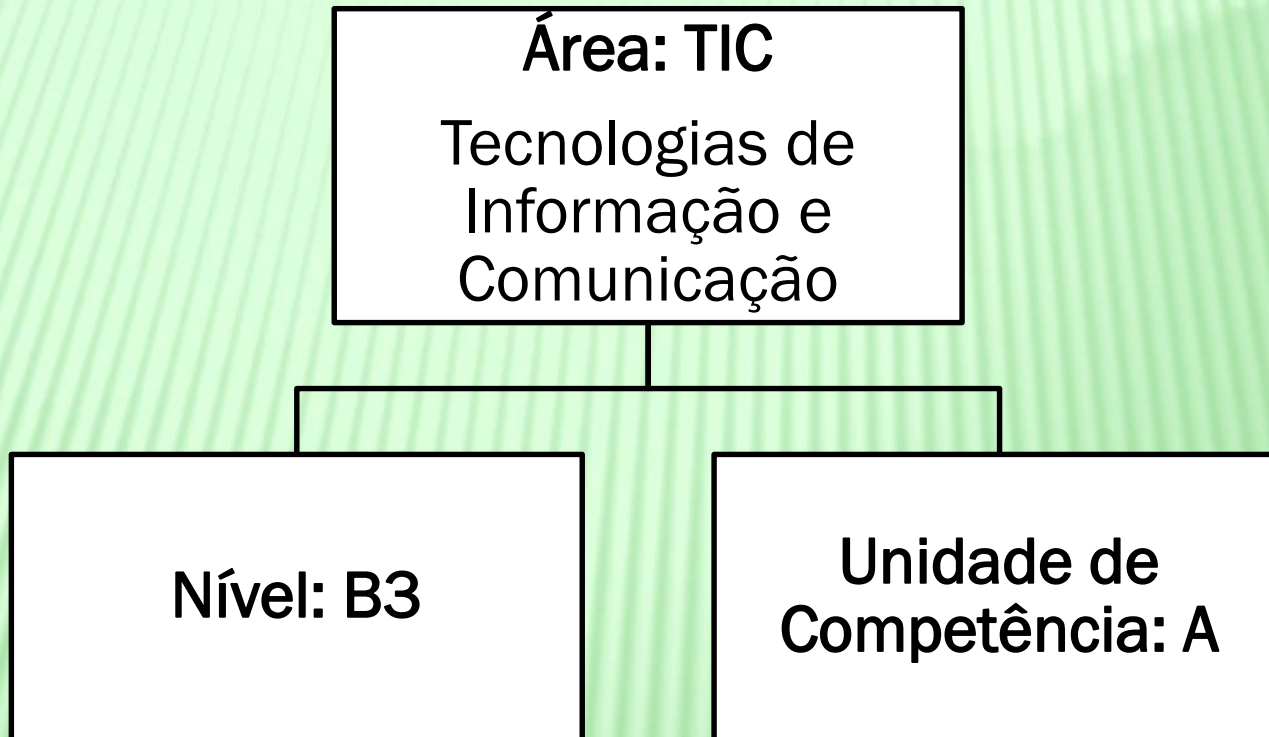 Área: TIC
Tecnologias de
Informação e
Comunicação
Nível: B3
Unidade de
Competência: A